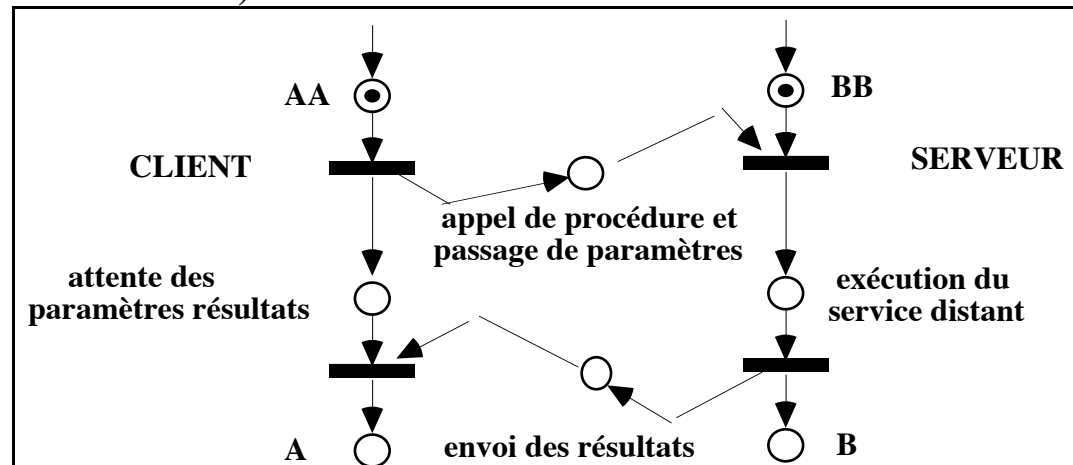 AA
BB
CLIENT
SERVEUR
appel de procédure et
passage de paramètres
attente des
paramètres résultats
exécution du
service distant
A
envoi des résultats
B